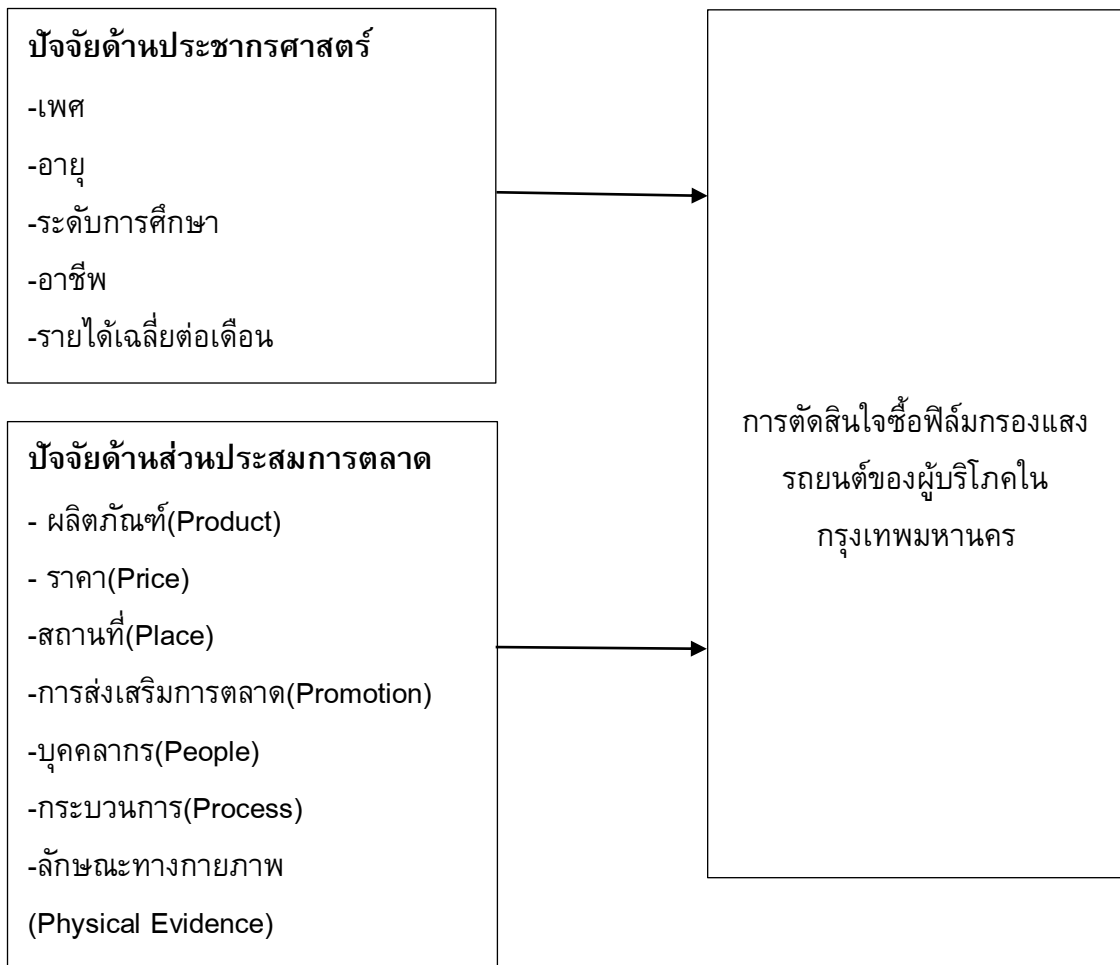 ปัจจัยด้านประชากรศาสตร์
-เพศ
-อายุ
-ระดับการศึกษา
-อาชีพ
-รายได้เฉลี่ยต่อเดือน
ปัจจัยด้านส่วนประสมการตลาด
- ผลิตภัณฑ์(Product)
- ราคา(Price)
-สถานที่(Place)
-การส่งเสริมการตลาด(Promotion)
-บุคคลากร(People)
-กระบวนการ(Process)
-ลักษณะทางกายภาพ
(Physical Evidence)
การตัดสินใจซื้อฟิล์มกรองแสง
รถยนต์ของผู้บริโภคใน
กรุงเทพมหานคร